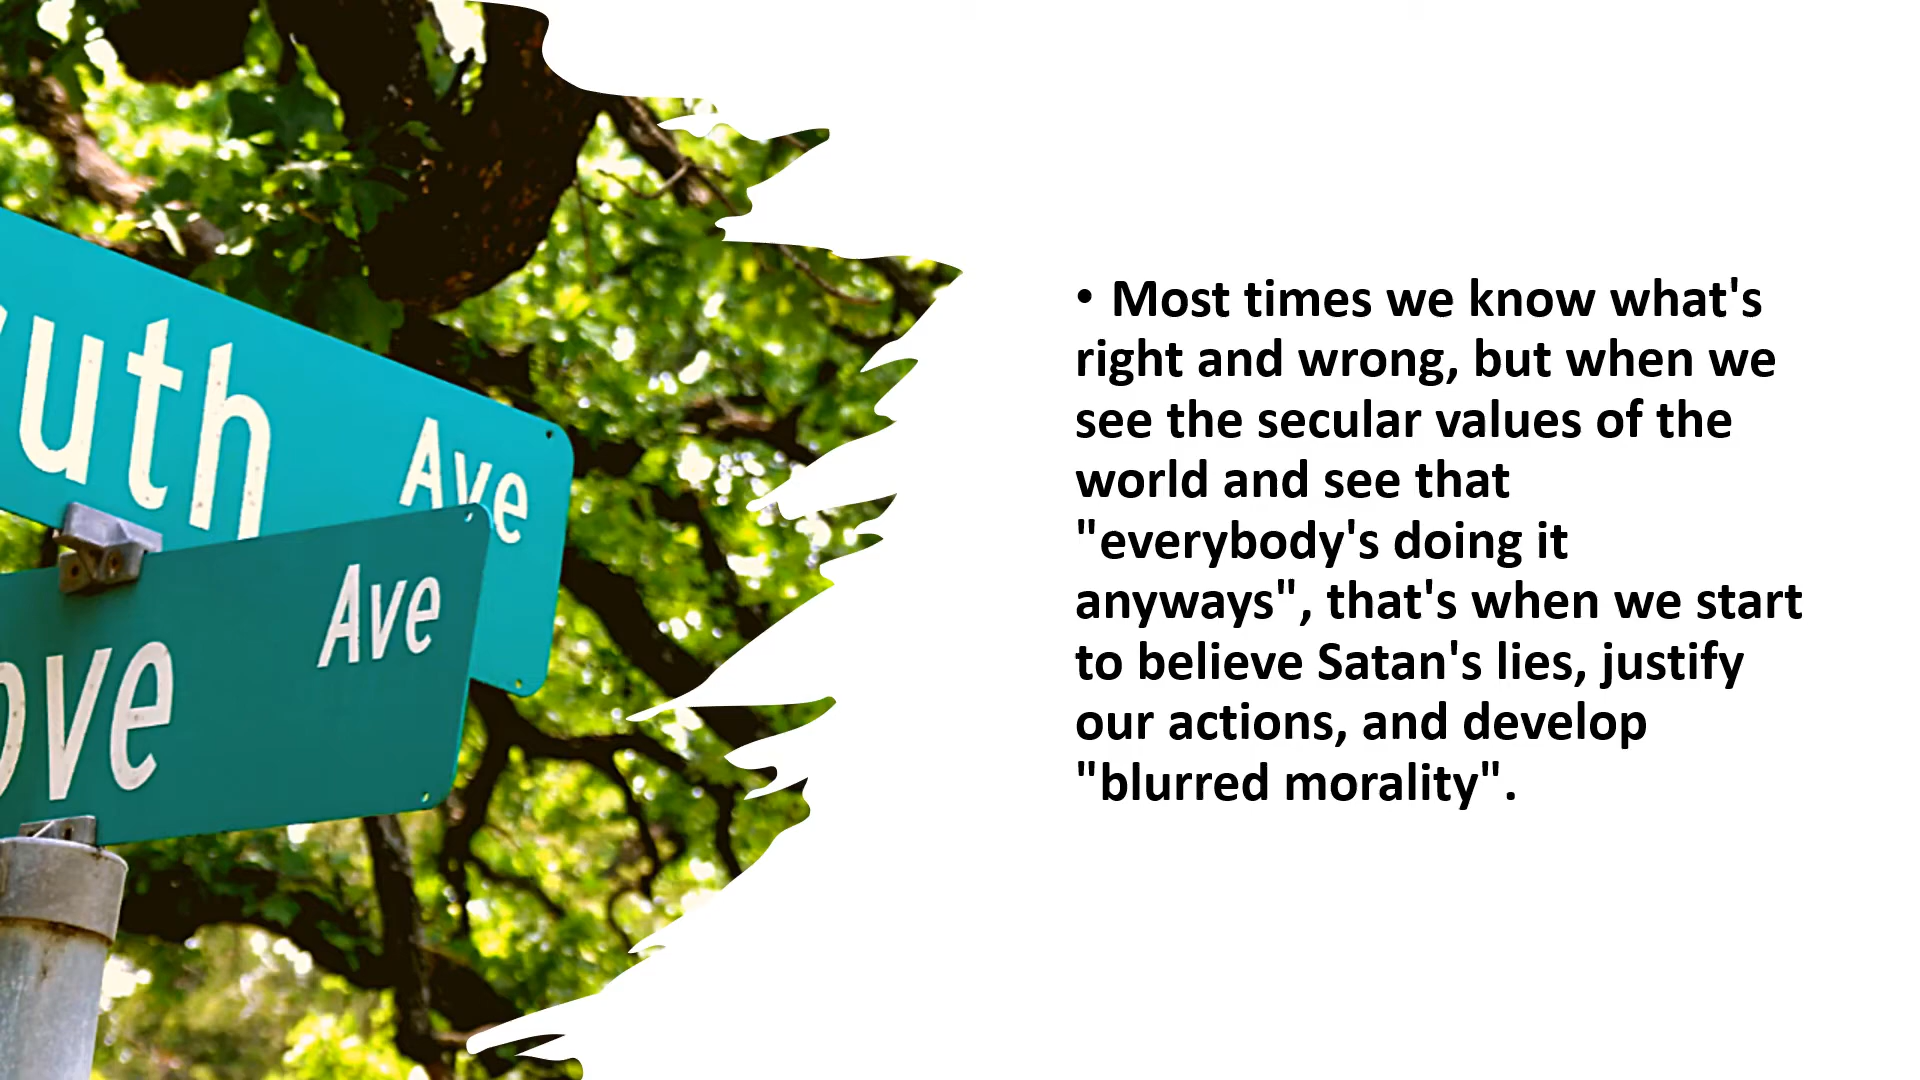 uth Ave
ove Ave
• Most times we know what's
right and wrong, but when we
see the secular values of the
world and see that
"everybody's doing it
anyways", that's when we start
to believe Satan's lies, justify
our actions, and develop
"blurred morality".